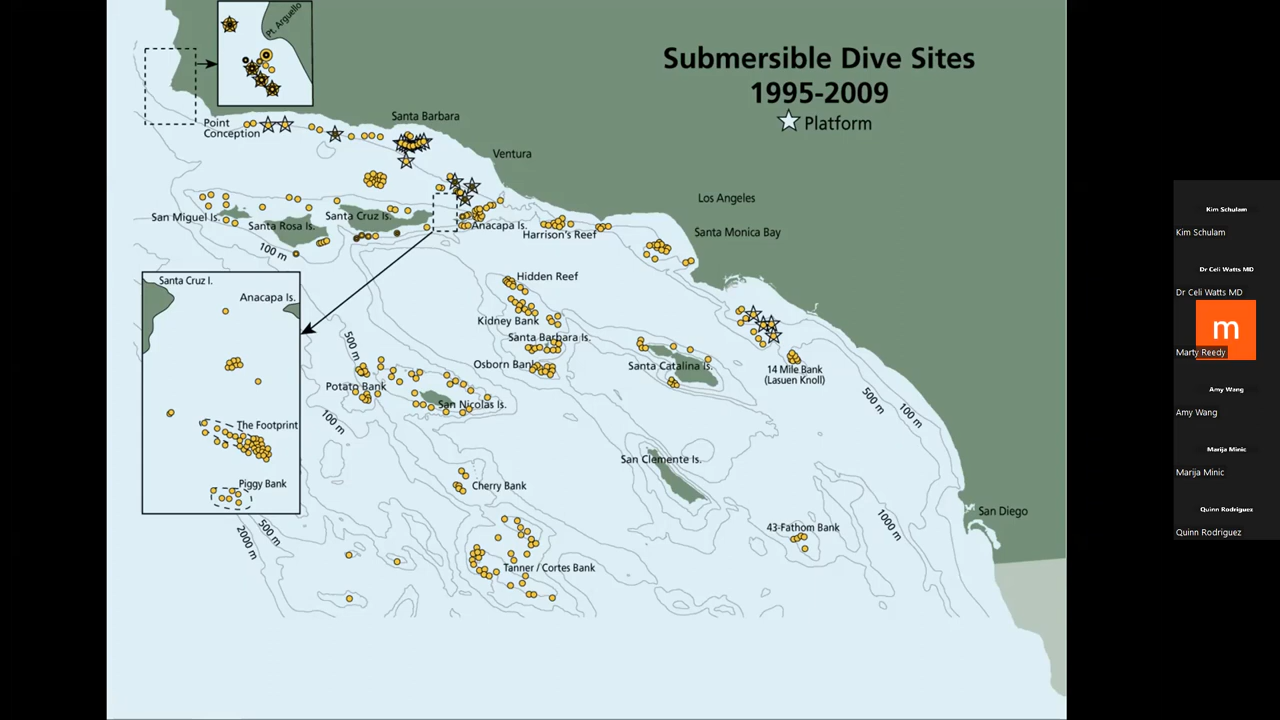 Pt. Arguello
Submersible Dive Sites
1995-2009
Platform
Santa Barbara
Point
Conception
Ventura
Los Angeles
San Miguel Is.
Santa Rosa Is.
Santa Cruz Is.
Anacapa Is.
Harrison's Reef
Santa Monica Bay
100 m
Santa Cruz I.
Anacapa Is.
Hidden Reef
Kidney Bank
Santa Barbara Is.
Osborn Bank
500 m
Potato Bank
San Nicolas Is.
100 m
Santa Catalina Is.
14 Mile Bank
(Lasuen Knoll)
500 m
100 m
The Footprint
Piggy Bank
San Clemente Is.
Cherry Bank
500 m
2000 m
43-Fathom Bank
1000 m
San Diego
Tanner / Cortes Bank
Kim Schulam
Kim Schulam
Dr Celi Watts MD
Dr Celi Watts MD
m
Marty Reedy
Amy Wang
Amy Wang
Marija Minic
Marija Minic
Quinn Rodriguez
Quinn Rodriguez